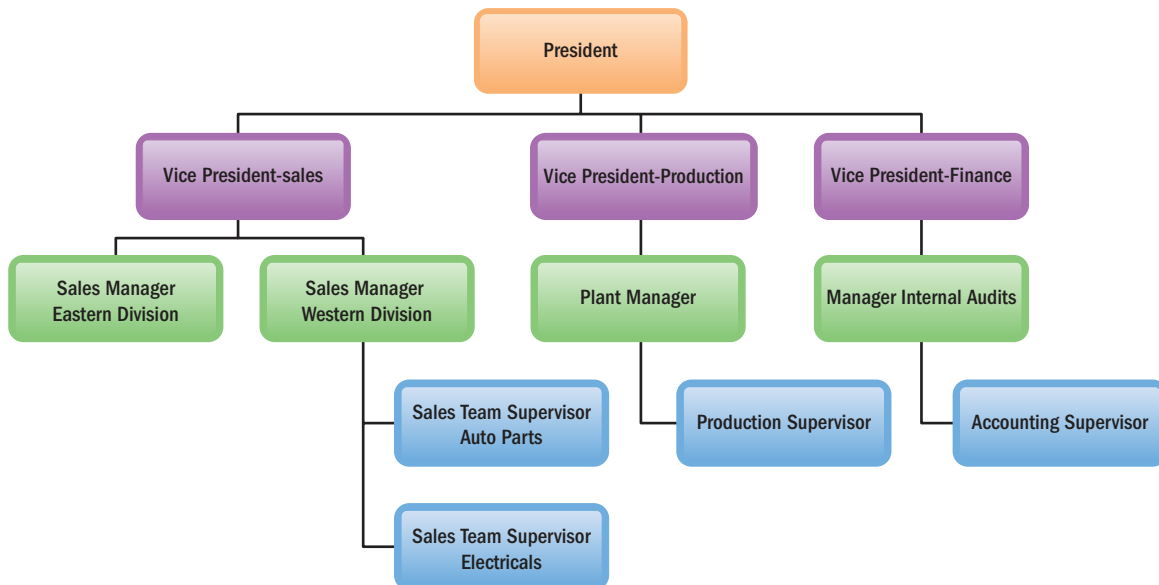 President
Vice President-sales
Vice President-Production
Vice President-Finance
Sales Manager
Eastern Division
Sales Manager
Western Division
Plant Manager
Manager Internal Audits
Sales Team Supervisor
Auto Parts
Production Supervisor
Accounting Supervisor
Sales Team Supervisor
Electricals